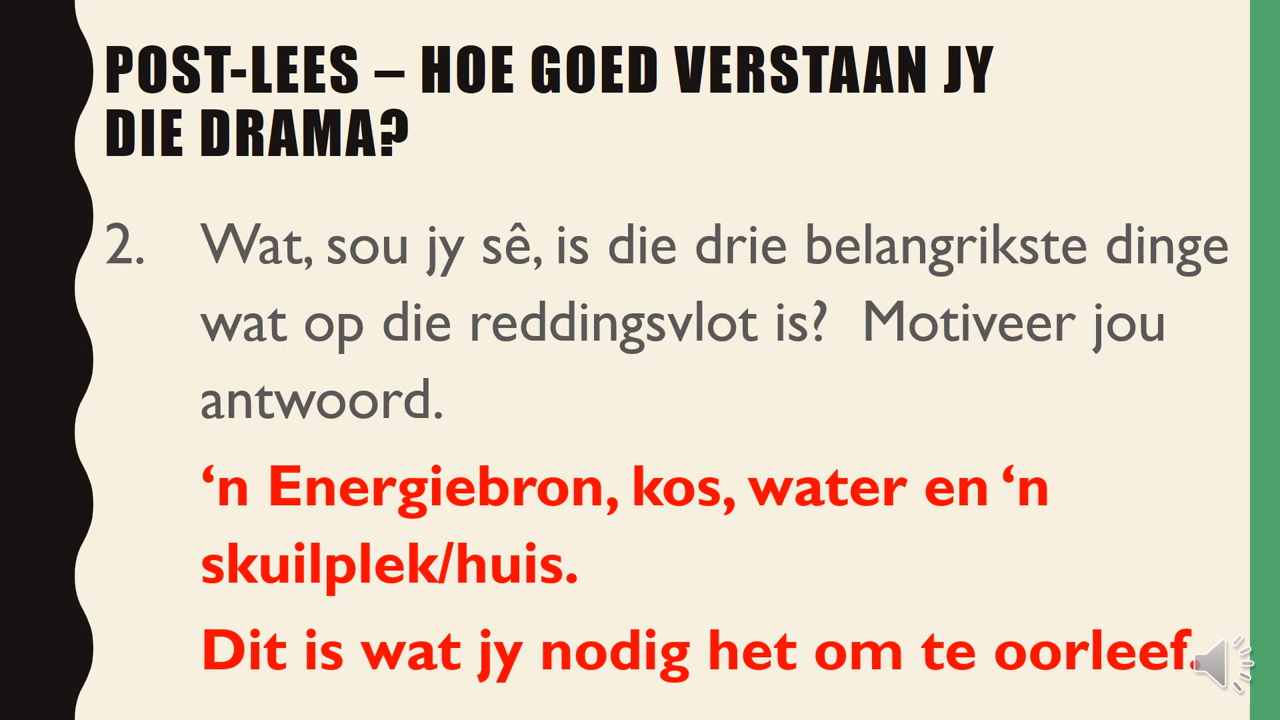 POST-LEES – HOE GOED VERSTAAN JY
DIE DRAMA?
2. Wat, sou jy sê, is die drie belangrikste dinge
wat op die reddingsvlot is? Motiveer jou
antwoord.
‘n Energiebron, kos, water en ‘n
skuilplek/huis.
Dit is wat jy nodig het om te oorleef.